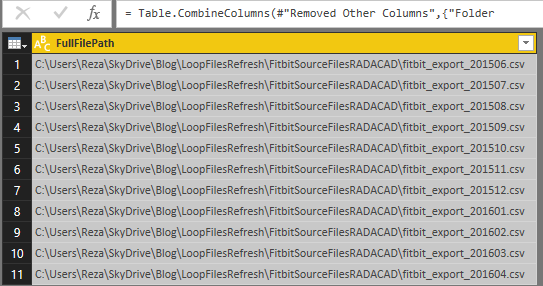 fx = Table.CombineColumns(#"Removed Other Columns",{"Folder
ABC FullFilePath
1 C:\Users\Reza\SkyDrive\Blog\LoopFilesRefresh\FitbitSourceFilesRADACAD\fitbit_export_201506.csv
2 C:\Users\Reza\SkyDrive\Blog\LoopFilesRefresh\FitbitSourceFilesRADACAD\fitbit_export_201507.csv
3 C:\Users\Reza\SkyDrive\Blog\LoopFilesRefresh\FitbitSourceFilesRADACAD\fitbit_export_201508.csv
4 C:\Users\Reza\SkyDrive\Blog\LoopFilesRefresh\FitbitSourceFilesRADACAD\fitbit_export_201509.csv
5 C:\Users\Reza\SkyDrive\Blog\LoopFilesRefresh\FitbitSourceFilesRADACAD\fitbit_export_201510.csv
6 C:\Users\Reza\SkyDrive\Blog\LoopFilesRefresh\FitbitSourceFilesRADACAD\fitbit_export_201511.csv
7 C:\Users\Reza\SkyDrive\Blog\LoopFilesRefresh\FitbitSourceFilesRADACAD\fitbit_export_201512.csv
8 C:\Users\Reza\SkyDrive\Blog\LoopFilesRefresh\FitbitSourceFilesRADACAD\fitbit_export_201601.csv
9 C:\Users\Reza\SkyDrive\Blog\LoopFilesRefresh\FitbitSourceFilesRADACAD\fitbit_export_201602.csv
10 C:\Users\Reza\SkyDrive\Blog\LoopFilesRefresh\FitbitSourceFilesRADACAD\fitbit_export_201603.csv
11 C:\Users\Reza\SkyDrive\Blog\LoopFilesRefresh\FitbitSourceFilesRADACAD\fitbit_export_201604.csv